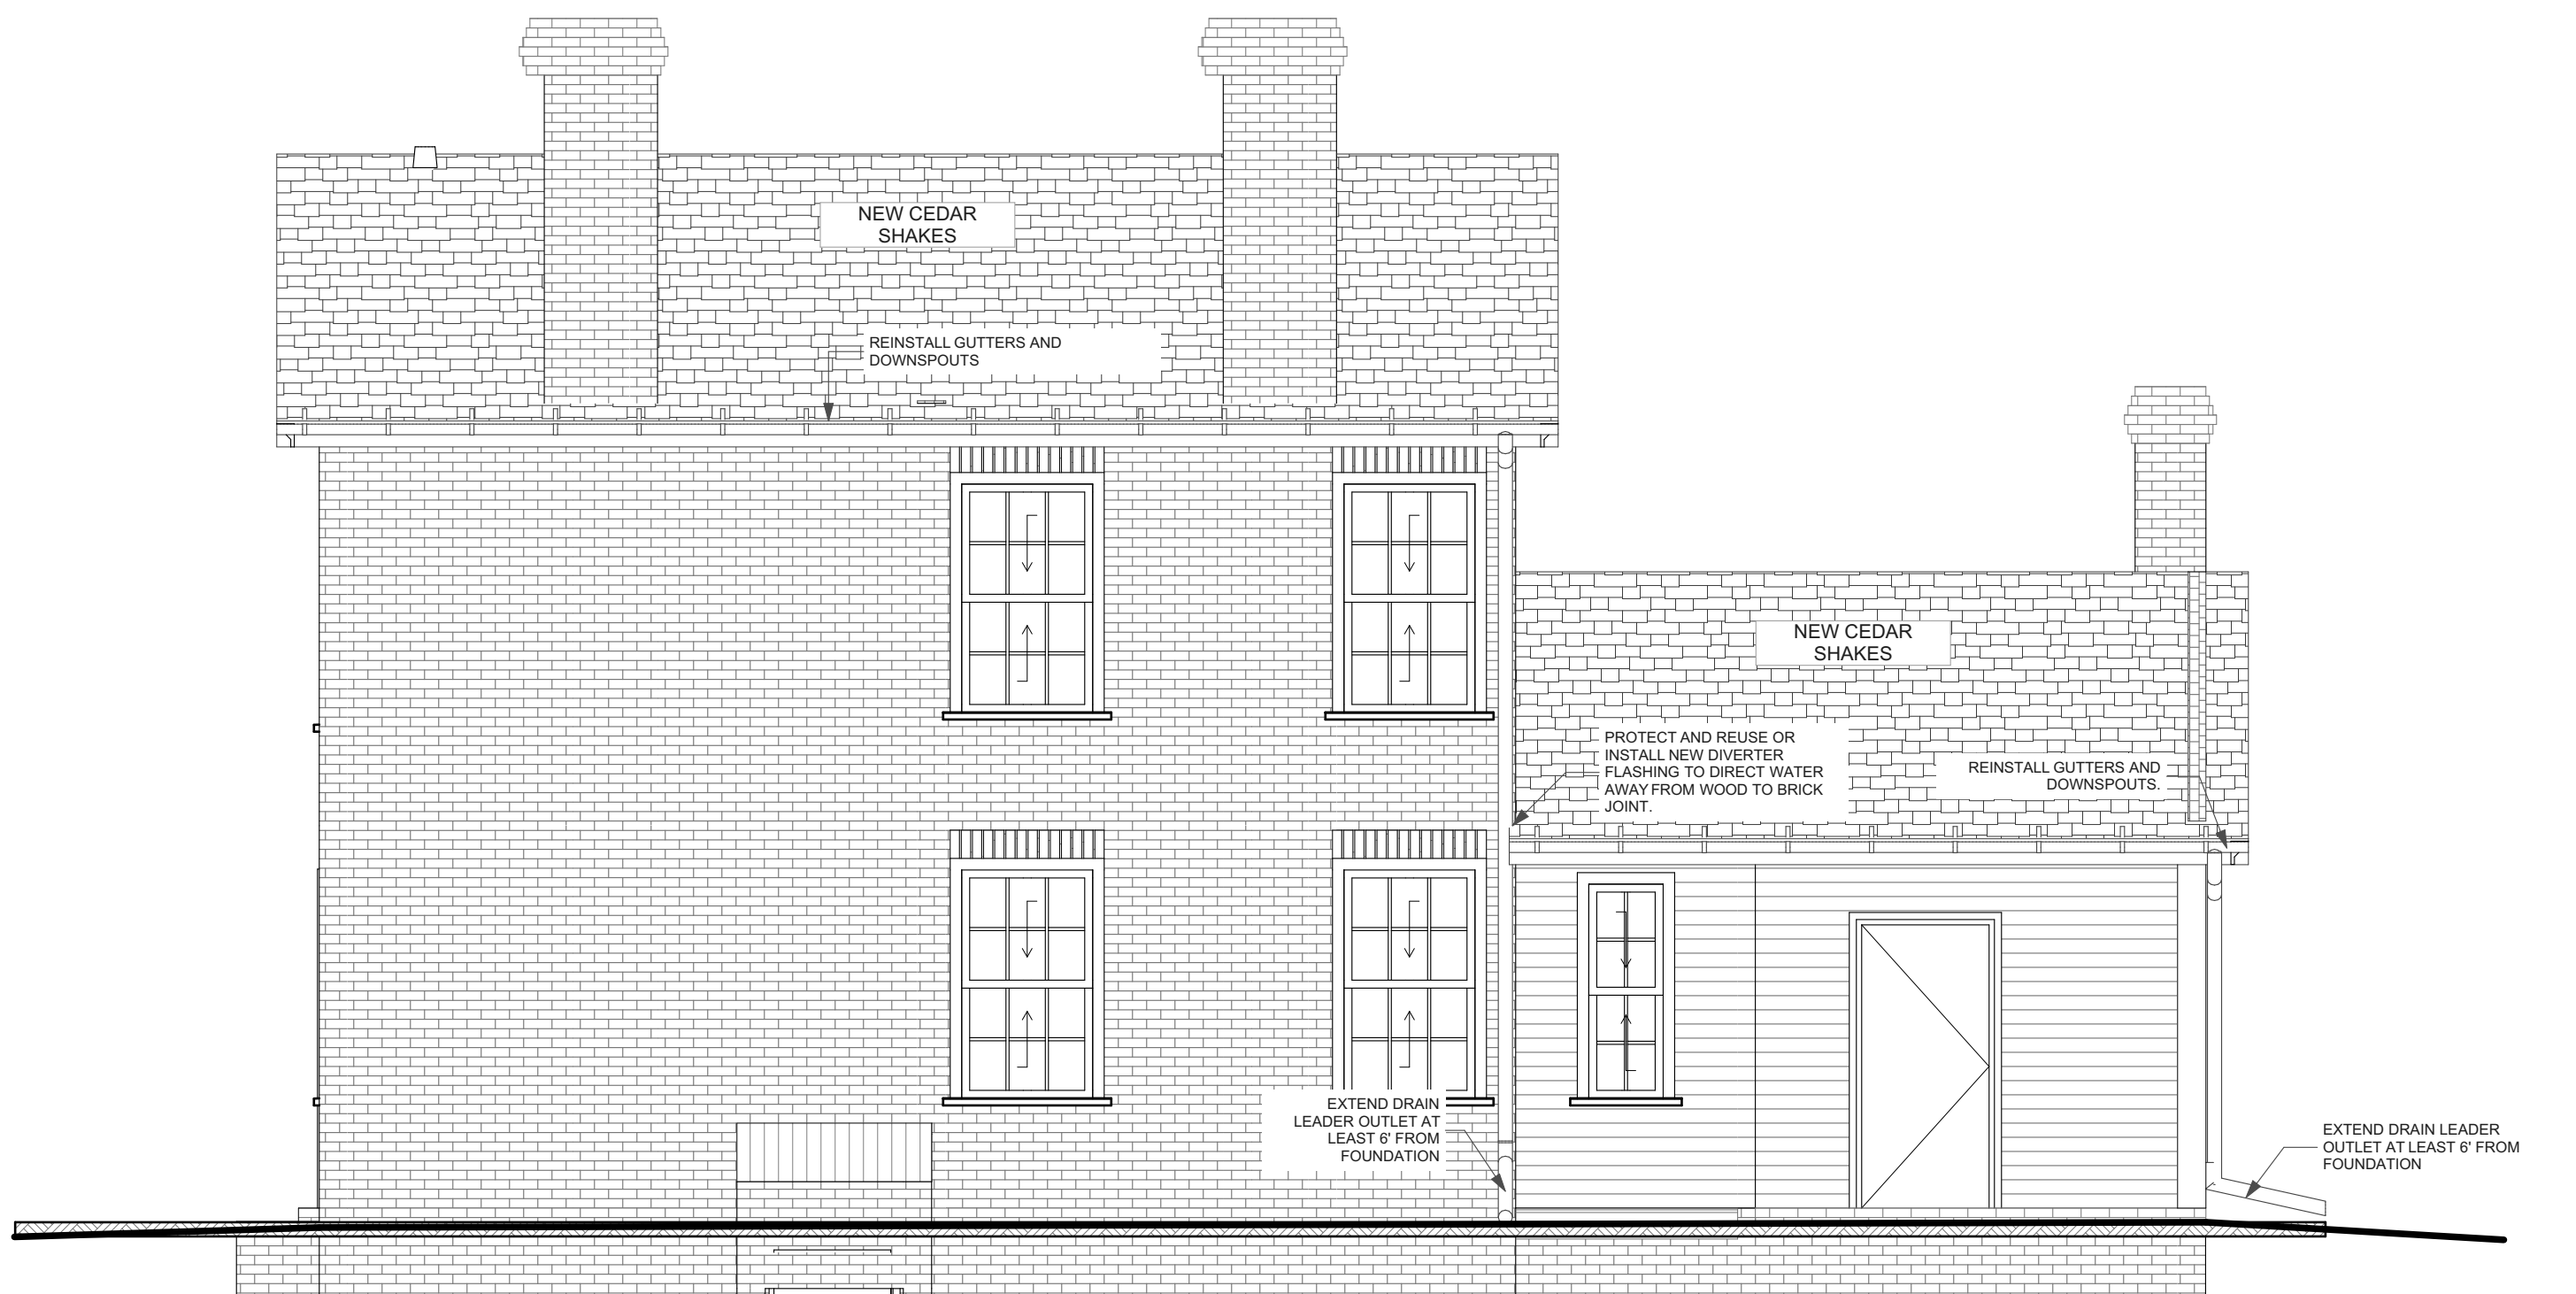 NEW CEDAR
SHAKES
REINSTALL GUTTERS AND
DOWNSPOUTS
NEW CEDAR
SHAKES
PROTECT AND REUSE OR
INSTALL NEW DIVERTER
FLASHING TO DIRECT WATER
AWAY FROM WOOD TO BRICK
JOINT.
REINSTALL GUTTERS AND
DOWNSPOUTS.
EXTEND DRAIN
LEADER OUTLET AT
LEAST 6' FROM
FOUNDATION
EXTEND DRAIN LEADER
OUTLET AT LEAST 6' FROM
FOUNDATION